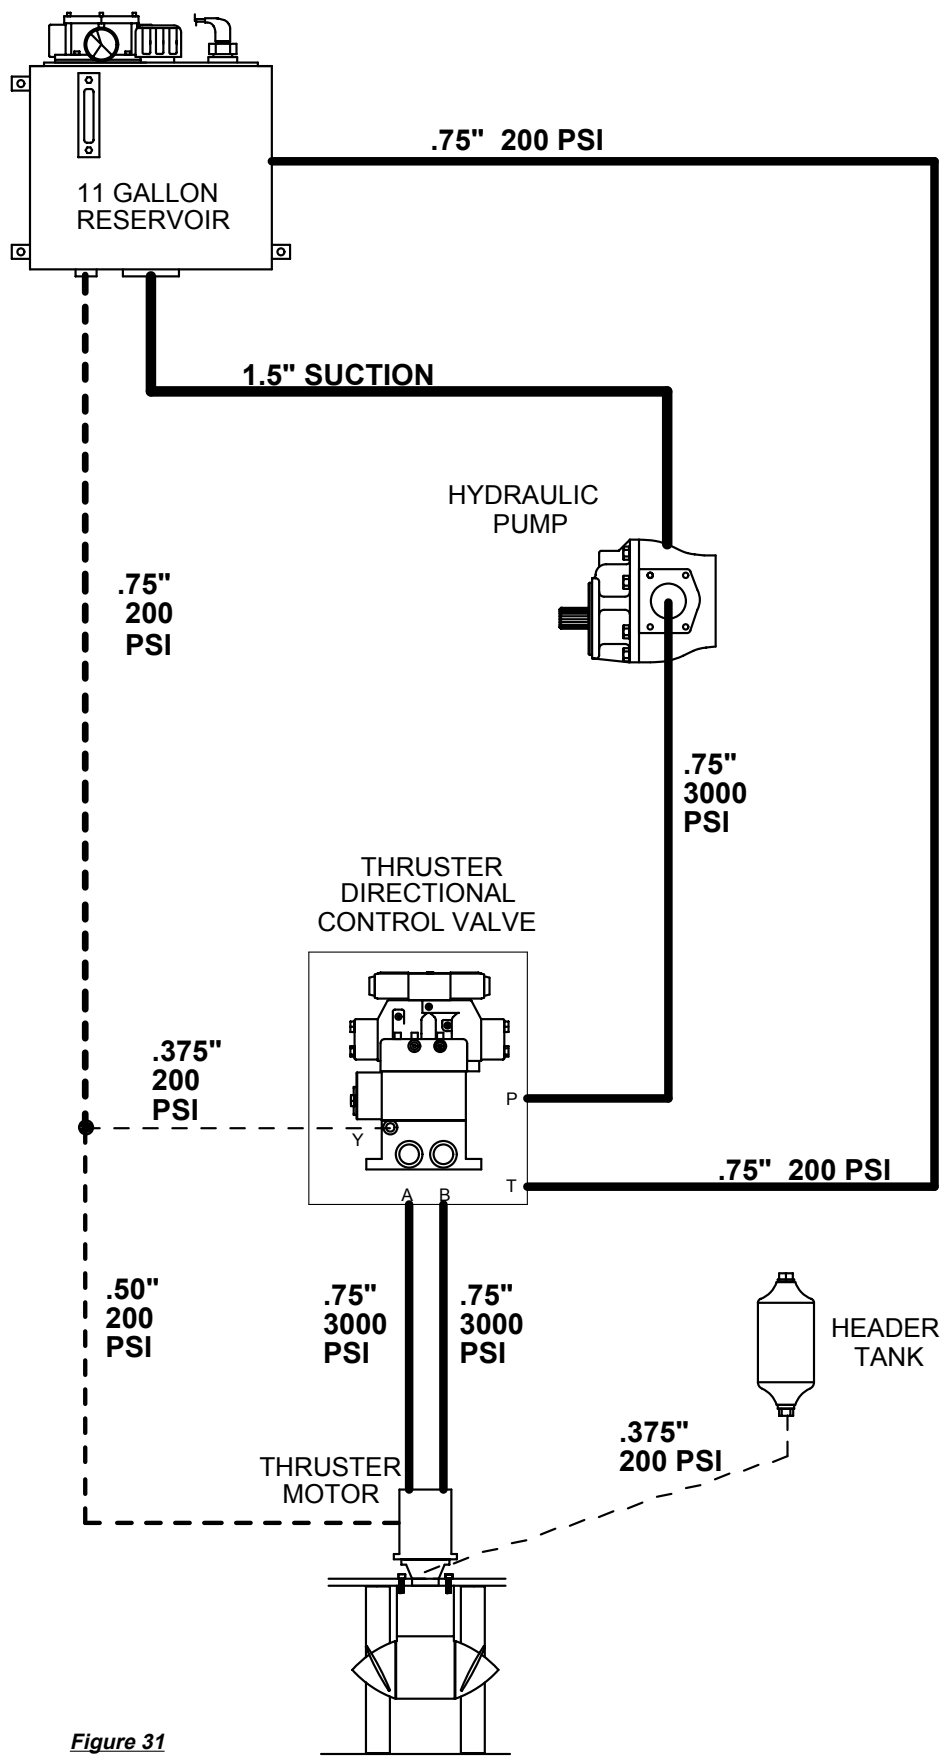 .75" 200 PSI
11 GALLON
RESERVOIR
1.5" SUCTION
HYDRAULIC
PUMP
.75"
200
PSI
.75"
3000
PSI
THRUSTER
DIRECTIONAL
CONTROL VALVE
.375"
200
PSI
P
Y
.75" 200 PSI
T
A B
.50"
200
PSI
.75"
3000
PSI
.75"
3000
PSI
HEADER
TANK
.375"
200 PSI
THRUSTER
MOTOR
Figure 31